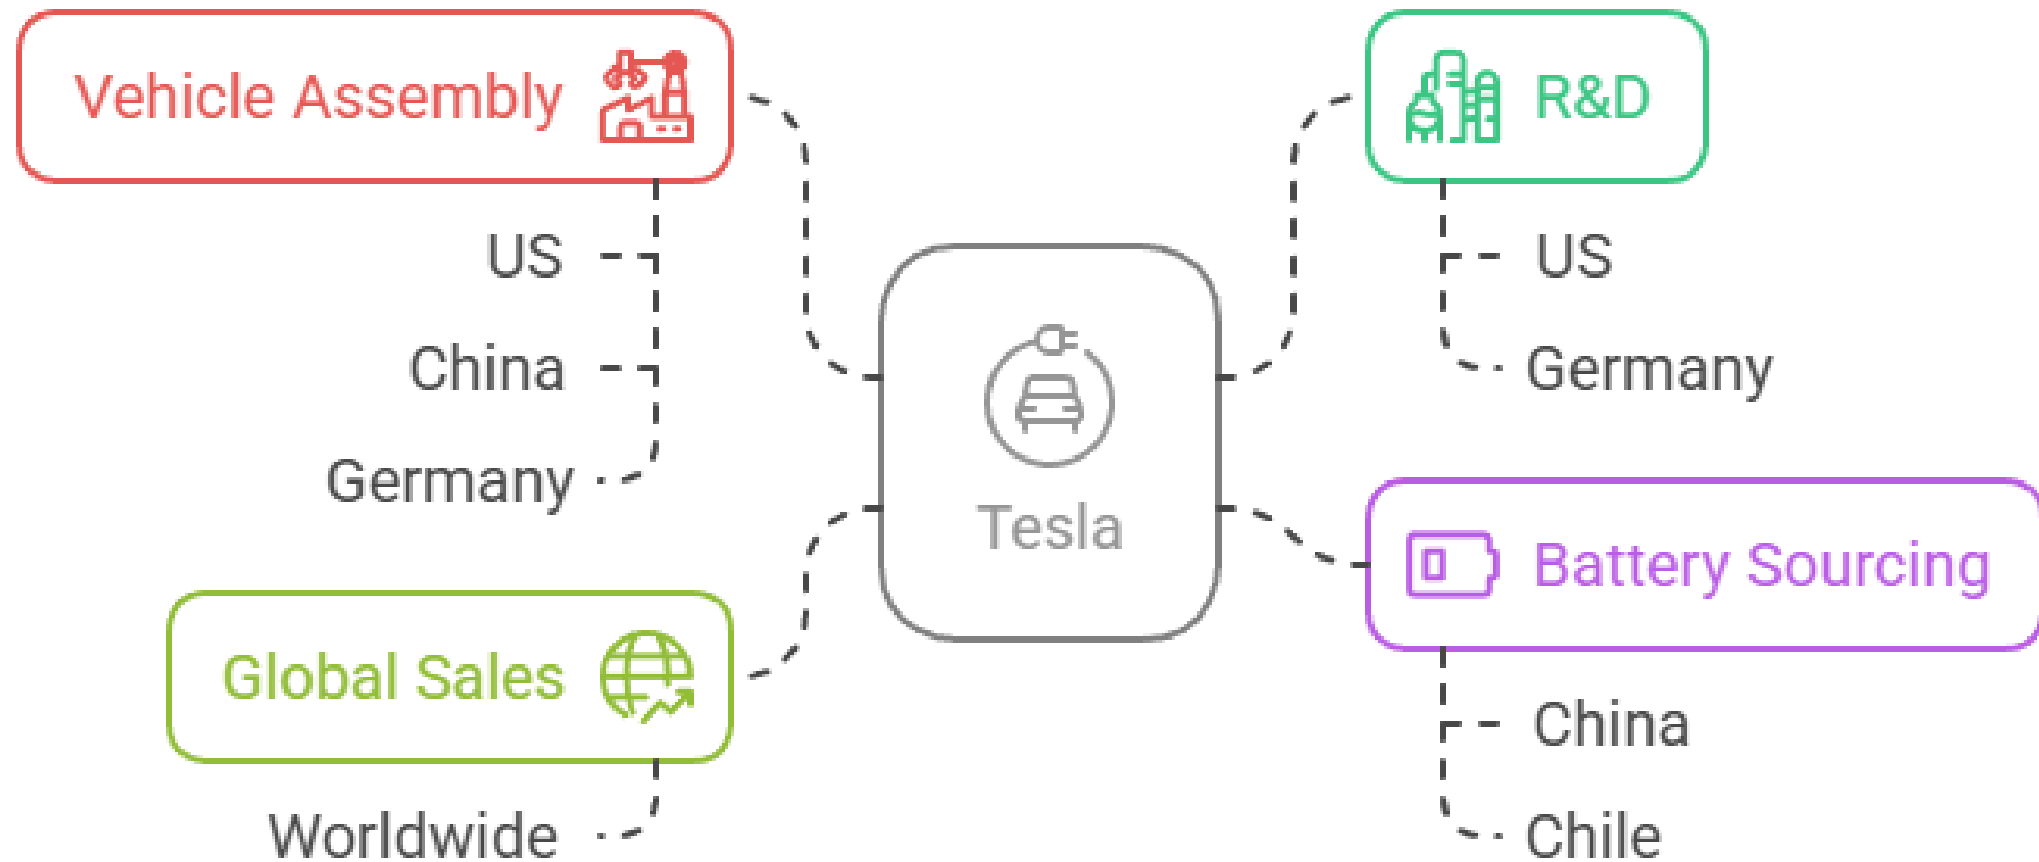 Vehicle Assembly
US
China
Germany
Global Sales
Worldwide
Tesla
R&D
US
Germany
Battery Sourcing
China
Chile